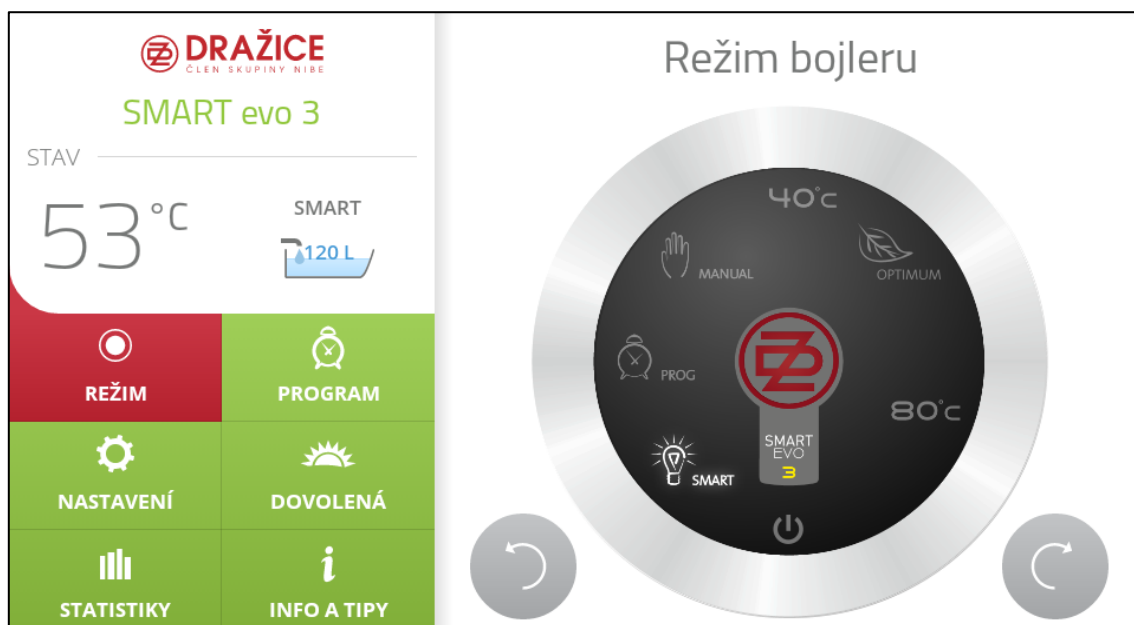 DRAŽICE
ČLEN SKUPINY NIBE
SMART evo 3
STAV
53 °C
SMART
120 L
REŽIM
PROGRAM
NASTAVENÍ
DOVOLENÁ
STATISTIKY
INFO A TIPY
Režim bojleru
40°C
MANUAL
OPTIMUM
PROG
80°C
SMART
SMART
EVO
3